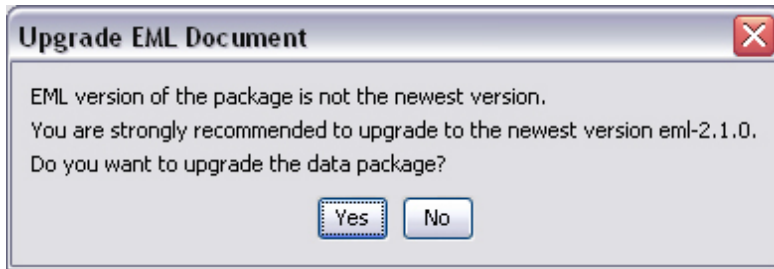 Upgrade EML Document
EML version of the package is not the newest version.
You are strongly recommended to upgrade to the newest version eml-2.1.0.
Do you want to upgrade the data package?
Yes No